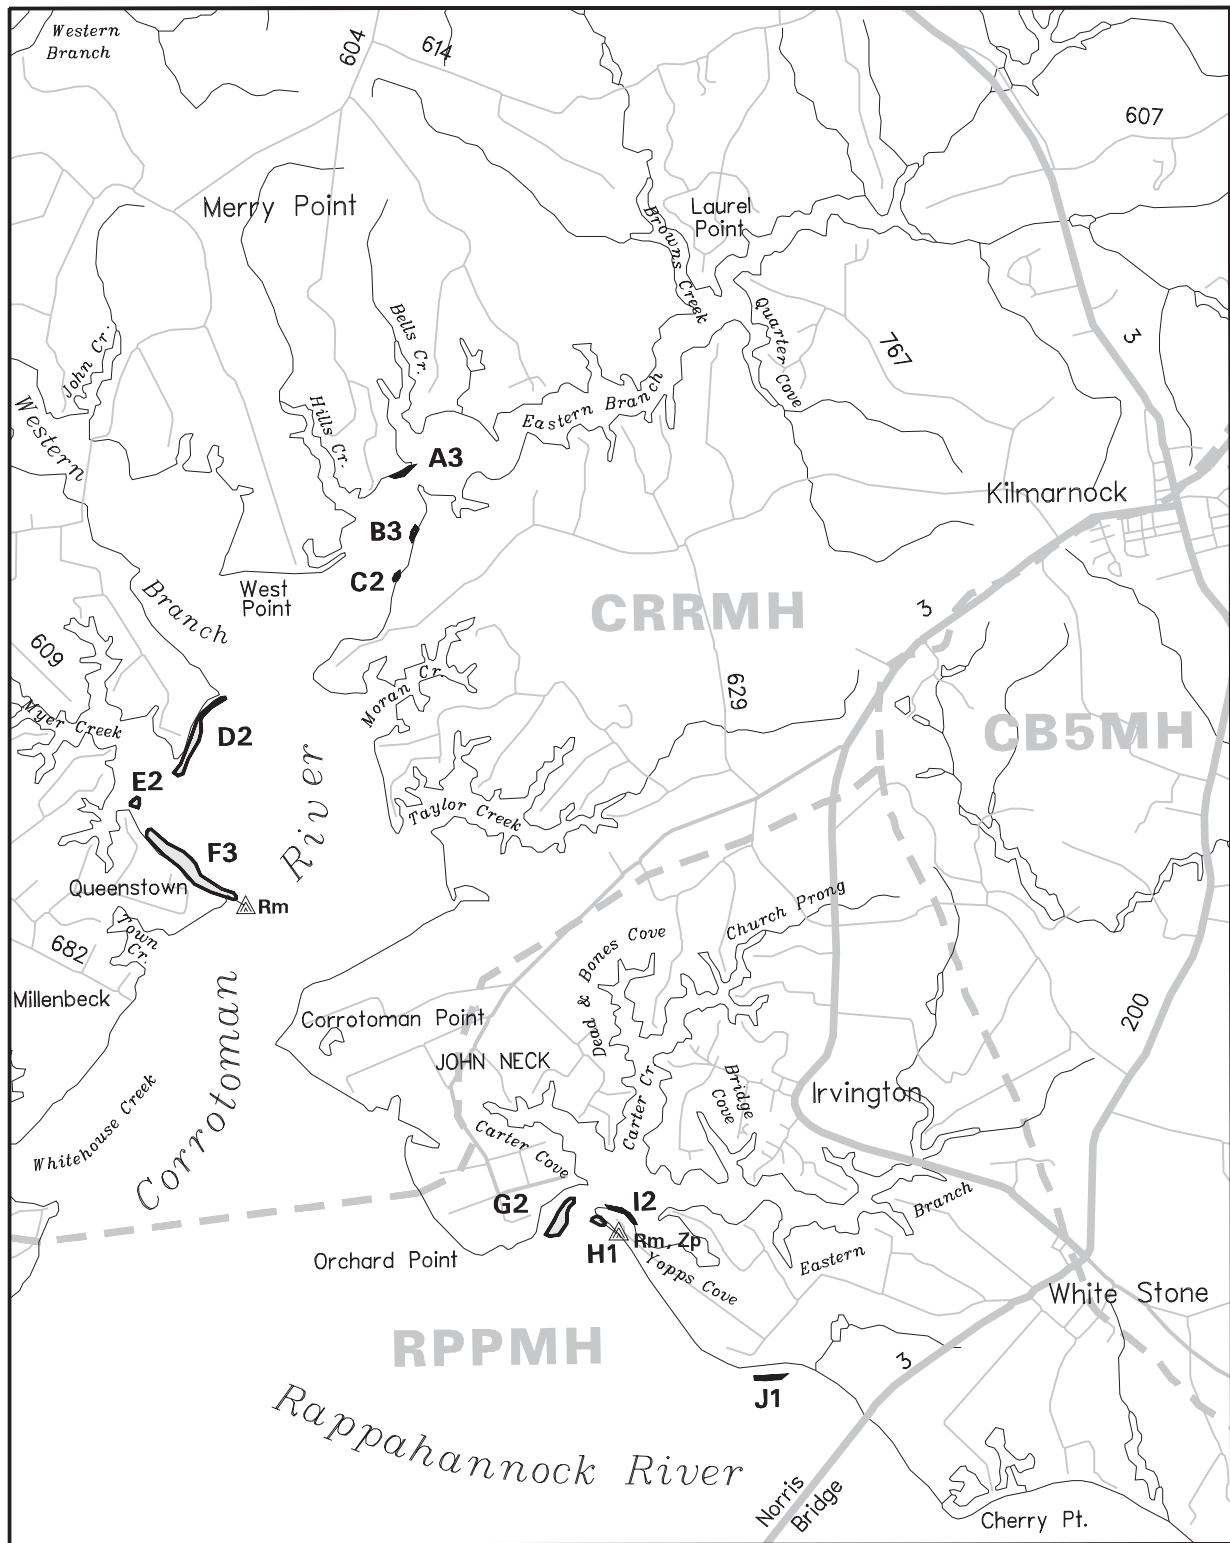 Western
Branch
604
614
607
Merry Point
Laurel
Point
Browns Creek
John Cr.
Bells Cr.
Quarter Cove
767
3
Western
Hills Cr.
Eastern Branch
A3
Kilmarnock
B3
C2
West
Point
Branch
CRRMH
3
609
Moran Cr.
629
Myer Creek
D2
CB5MH
E2
River
Taylor Creek
F3
Queenstown
Rm
Town
Cr.
682
Church Prong
Dead & Bones Cove
Millenbeck
Corrotoman Point
200
JOHN NECK
Corrotoman
Whitehouse Creek
Carter Cr.
Bridge
Cove
Irvington
Carter Cove
G2
I2
Branch
H1
Rm, Zp
Orchard Point
Yopps Cove
Eastern
White Stone
RPPMH
3
J1
Rappahannock River
Norris
Bridge
Cherry Pt.